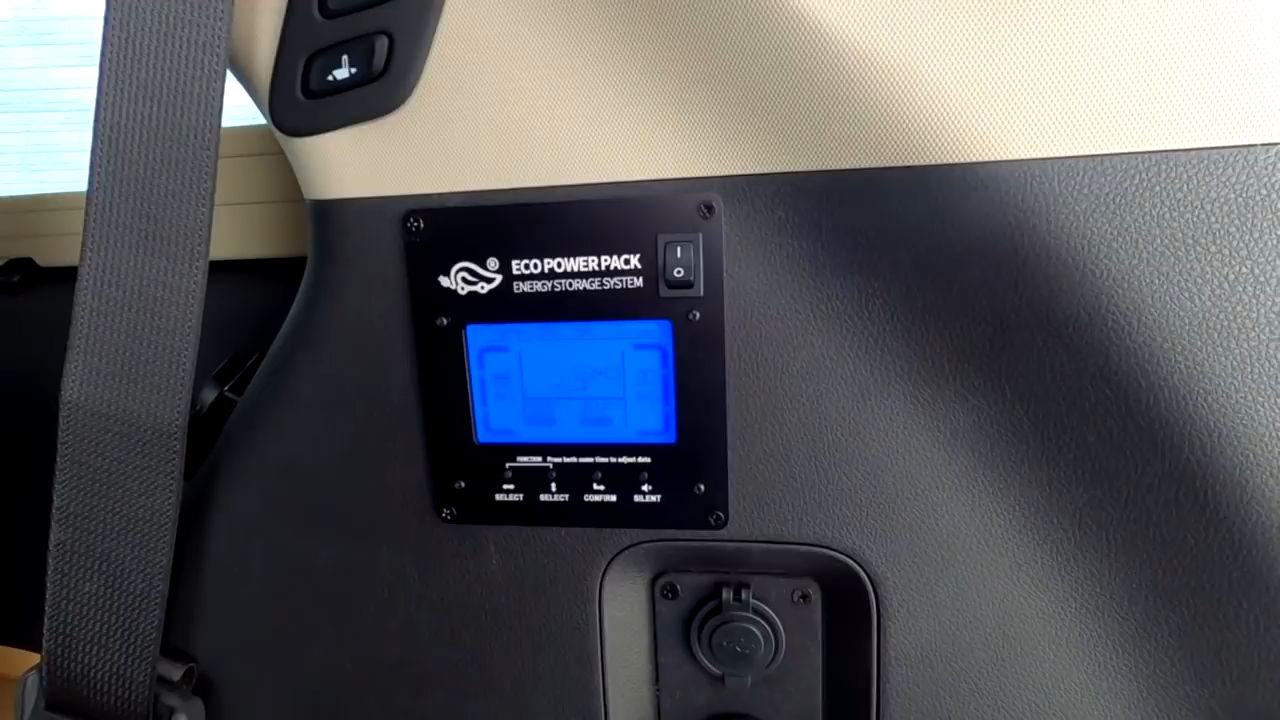 ®
ECO POWER PACK
ENERGY STORAGE SYSTEM
I
O
FUNCTION Press both same time to adjust data
SELECT SELECT CONFIRM SILENT